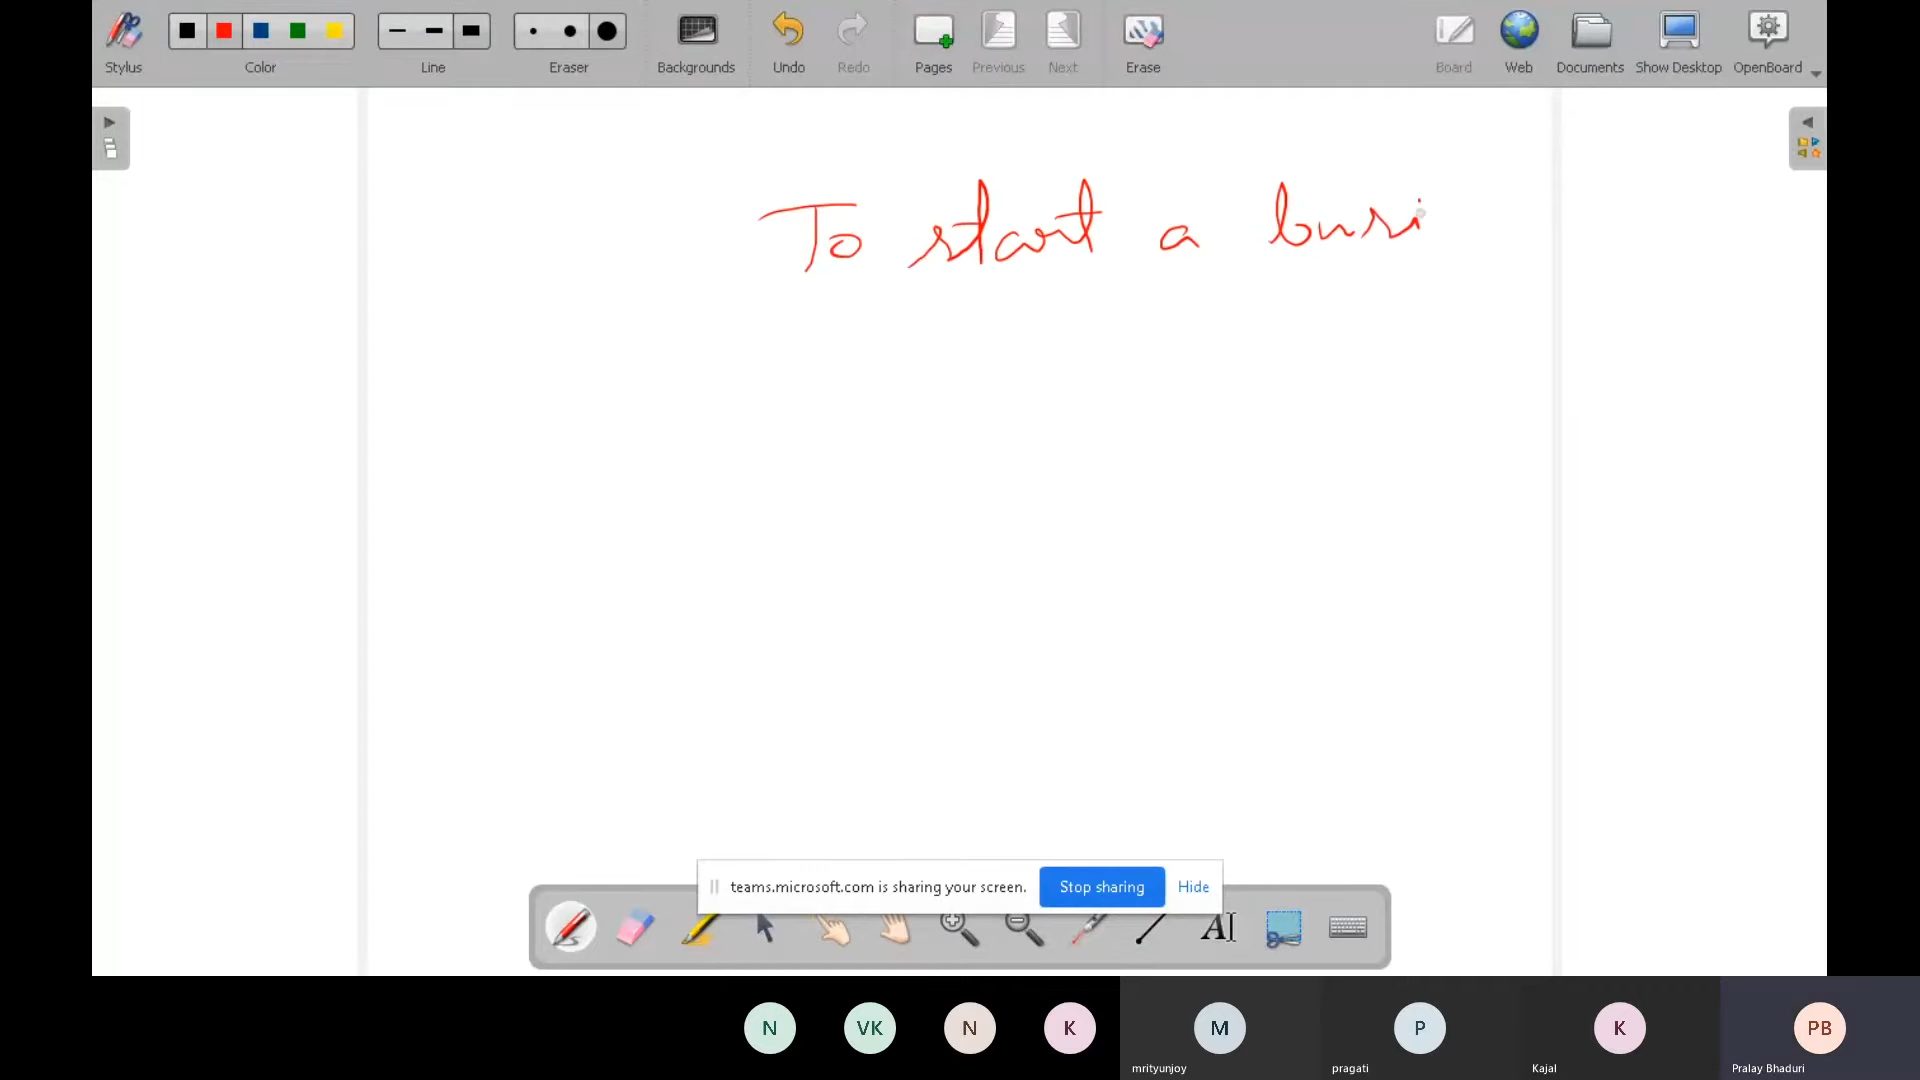 Stylus Color Line Eraser Backgrounds Undo Redo Pages Previous Next Erase Board Web Documents Show Desktop OpenBoard
To start a busi
teams.microsoft.com is sharing your screen. Stop sharing Hide
A
N VK N K M P K PB
mrityunjoy pragati Kajal Pralay Bhaduri